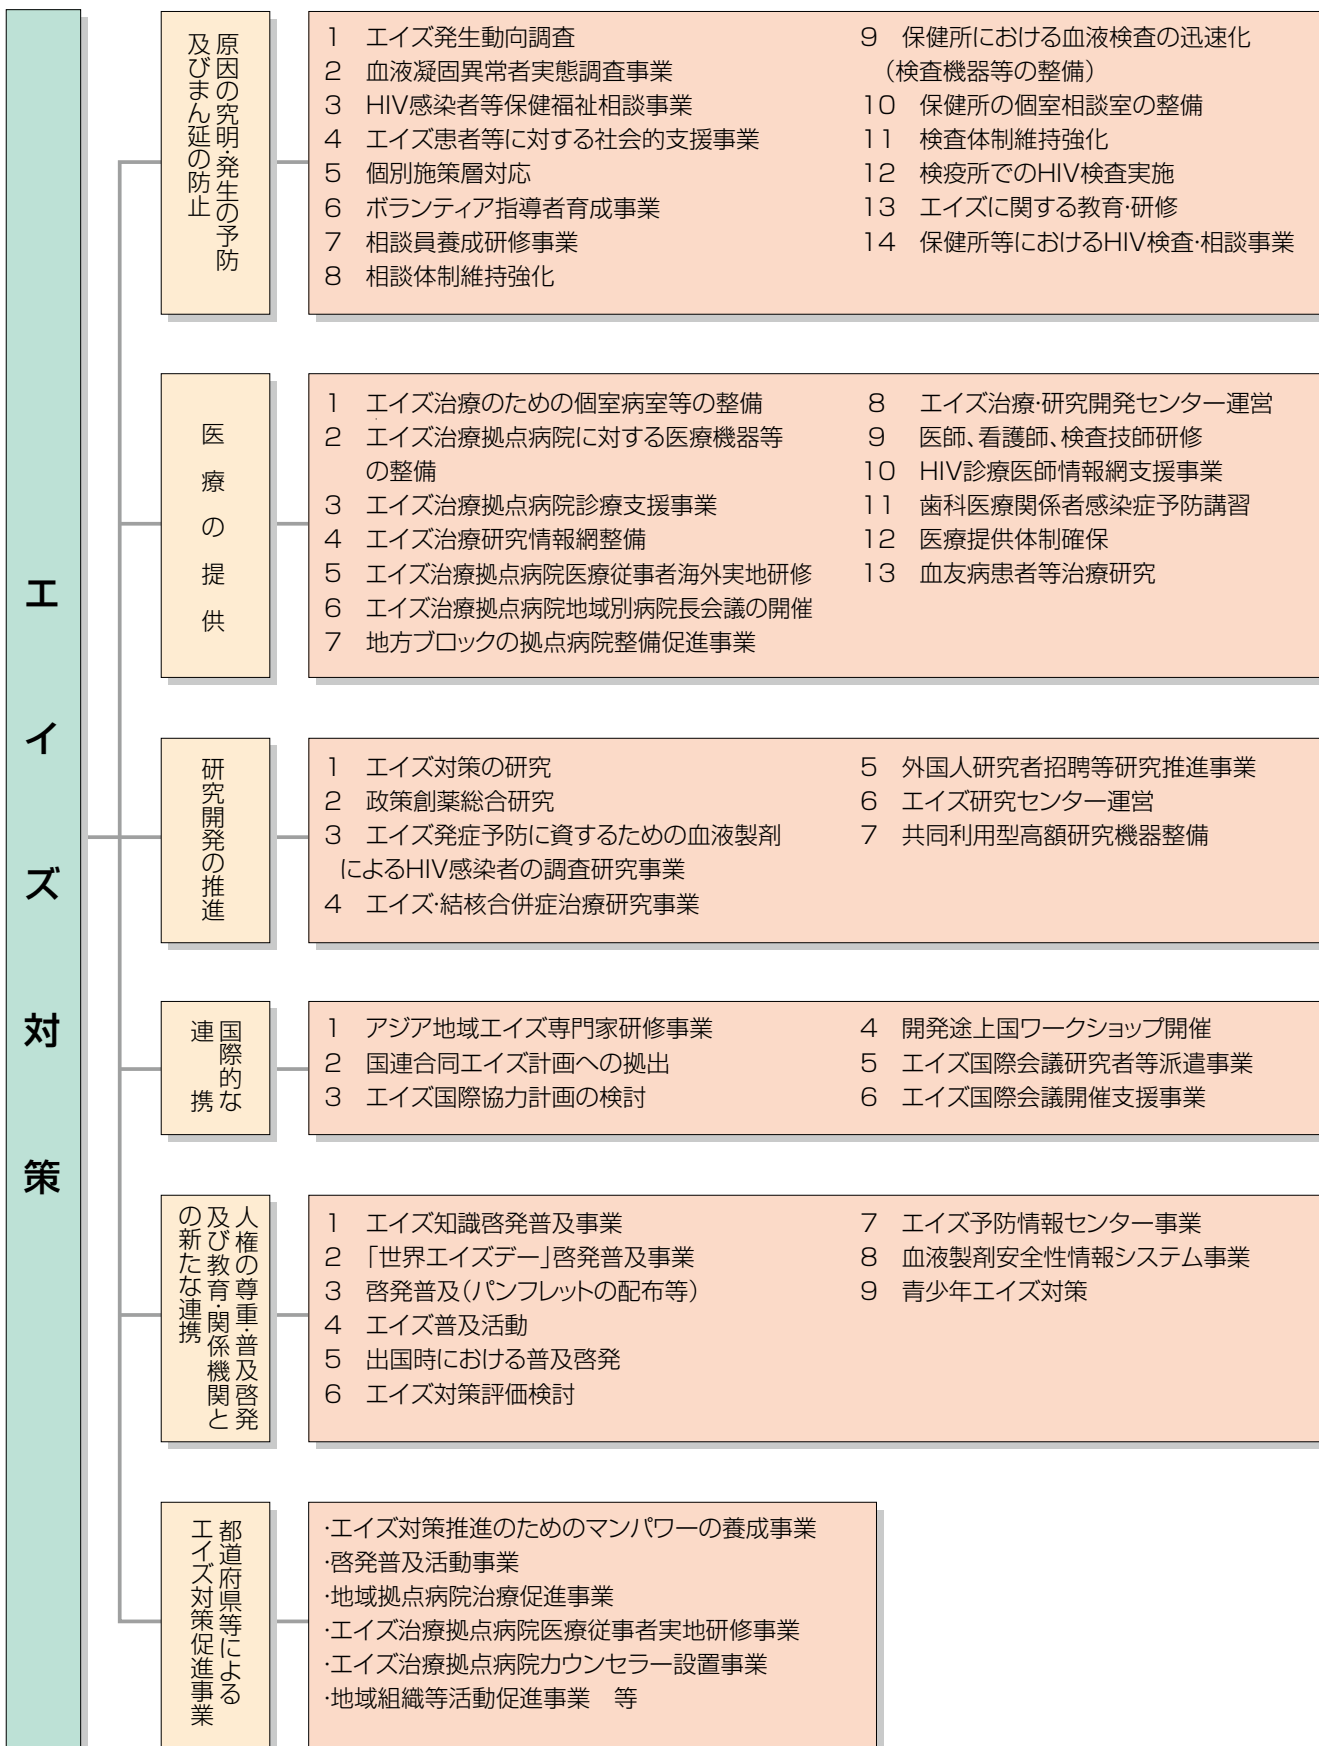 エイズ対策
原因の究明・発生の予防
及びまん延の防止
1 エイズ発生動向調査
2 血液凝固異常者実態調査事業
3 HIV感染者等保健福祉相談事業
4 エイズ患者等に対する社会的支援事業
5 個別施策層対応
6 ボランティア指導者育成事業
7 相談員養成研修事業
8 相談体制維持強化
9 保健所における血液検査の迅速化
（検査機器等の整備）
10 保健所の個室相談室の整備
11 検査体制維持強化
12 検疫所でのHIV検査実施
13 エイズに関する教育・研修
14 保健所等におけるHIV検査・相談事業
医療の提供
1 エイズ治療のための個室病室等の整備
2 エイズ治療拠点病院に対する医療機器等
の整備
3 エイズ治療拠点病院診療支援事業
4 エイズ治療研究情報網整備
5 エイズ治療拠点病院医療従事者海外実地研修
6 エイズ治療拠点病院地域別病院長会議の開催
7 地方ブロックの拠点病院整備促進事業
8 エイズ治療・研究開発センター運営
9 医師、看護師、検査技師研修
10 HIV診療医師情報網支援事業
11 歯科医療関係者感染症予防講習
12 医療提供体制確保
13 血友病患者等治療研究
研究開発の推進
1 エイズ対策の研究
2 政策創薬総合研究
3 エイズ発症予防に資するための血液製剤
によるHIV感染者の調査研究事業
4 エイズ・結核合併症治療研究事業
5 外国人研究者招聘等研究推進事業
6 エイズ研究センター運営
7 共同利用型高額研究機器整備
国際的な
連携
1 アジア地域エイズ専門家研修事業
2 国連合同エイズ計画への拠出
3 エイズ国際協力計画の検討
4 開発途上国ワークショップ開催
5 エイズ国際会議研究者等派遣事業
6 エイズ国際会議開催支援事業
人権の尊重・普及啓発
及び教育・関係機関と
の新たな連携
1 エイズ知識啓発普及事業
2 「世界エイズデー」啓発普及事業
3 啓発普及（パンフレットの配布等）
4 エイズ普及活動
5 出国時における普及啓発
6 エイズ対策評価検討
7 エイズ予防情報センター事業
8 血液製剤安全性情報システム事業
9 青少年エイズ対策
都道府県等による
エイズ対策促進事業
・エイズ対策推進のためのマンパワーの養成事業
・啓発普及活動事業
・地域拠点病院治療促進事業
・エイズ治療拠点病院医療従事者実地研修事業
・エイズ治療拠点病院カウンセラー設置事業
・地域組織等活動促進事業 等